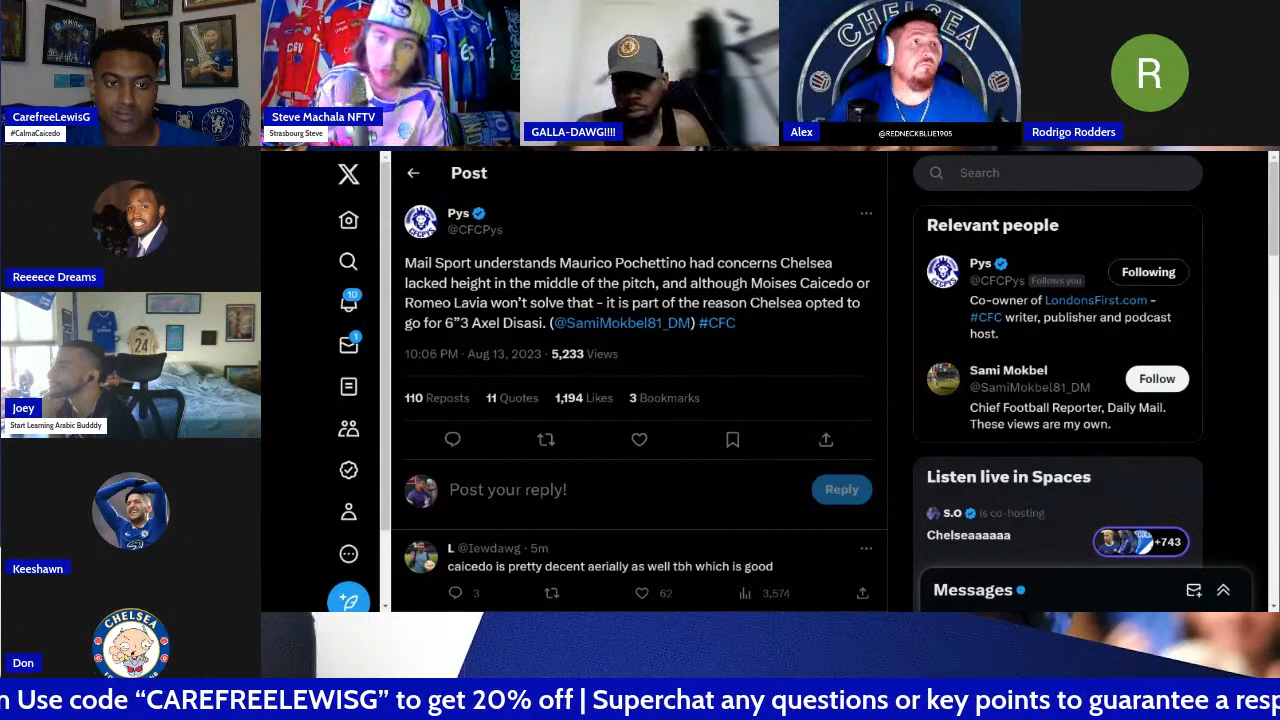 CarefreeLewisG
#CalmaCaicedo
Steve Machala NFTV
Strasbourg Steve
GALLA-DAWG!!!!
CHELSEA
Alex
@REDNECKBLUE1905
R
Rodrigo Rodders
Reeeece Dreams
24
Joey
Start Learning Arabic Budddy
Keeshawn
CHELSEA
Don
Post
Pys
@CFCPys
Mail Sport understands Maurico Pochettino had concerns Chelsea
lacked height in the middle of the pitch, and although Moises Caicedo or
Romeo Lavia won’t solve that - it is part of the reason Chelsea opted to
go for 6”3 Axel Disasi. (@SamiMokbel81_DM) #CFC
10:06 PM · Aug 13, 2023 · 5,233 Views
110 Reposts 11 Quotes 1,194 Likes 3 Bookmarks
Post your reply!
Reply
L @lewdawg · 5m
caicedo is pretty decent aerially as well tbh which is good
3 62 3,574
10
1
Search
Relevant people
Pys
@CFCPys Follows you
Following
Co-owner of LondonsFirst.com -
#CFC writer, publisher and podcast
host.
Sami Mokbel
@SamiMokbel81_DM
Follow
Chief Football Reporter, Daily Mail.
These views are my own.
Listen live in Spaces
S.O is co-hosting
Chelseaaaaaa
+743
Messages
n Use code “CAREFREELEWISG” to get 20% off | Superchat any questions or key points to guarantee a resp